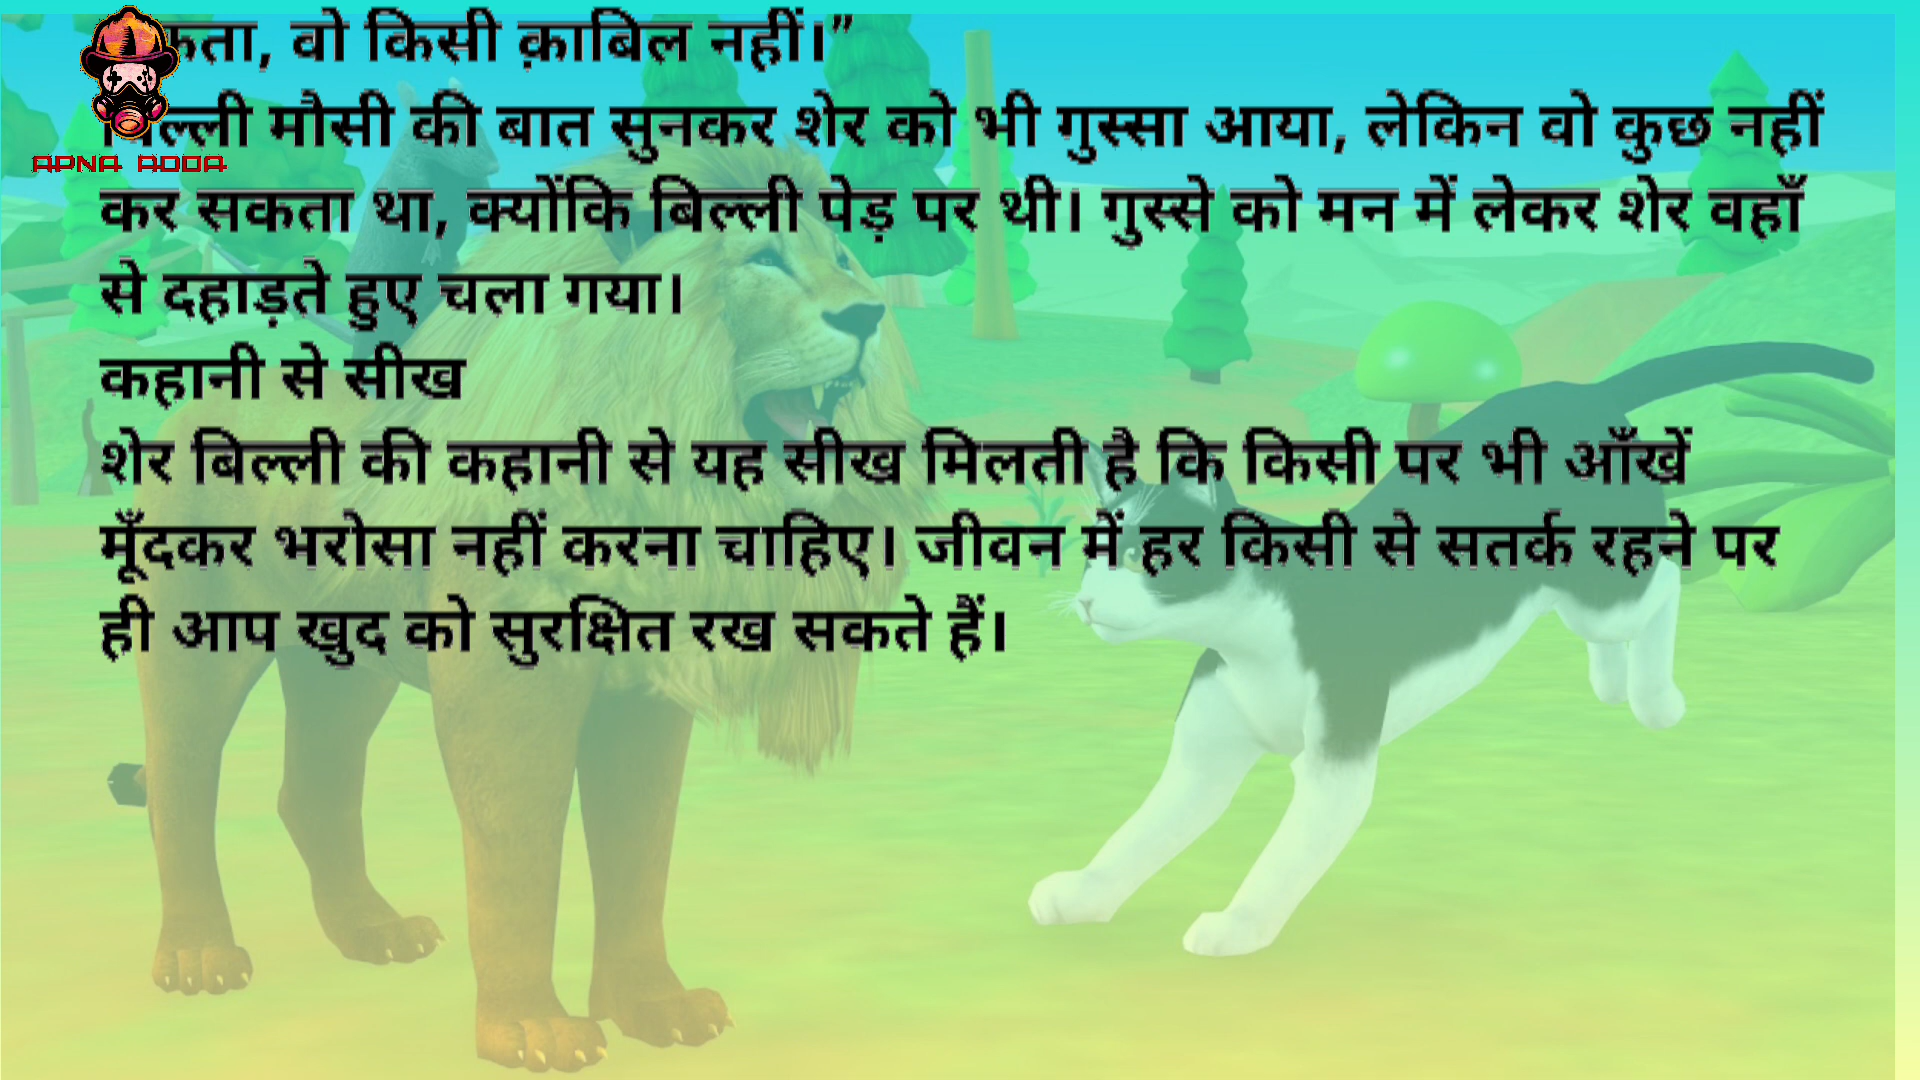 वो किसी क़ाबिल नहीं।”
मौसी की बात सुनकर शेर को भी गुस्सा आया, लेकिन वो कुछ नहीं
APNA ADDA
कर सकता था, क्योंकि बिल्ली पेड़ पर थी। गुस्से को मन में लेकर शेर वहाँ
से दहाड़ते हुए चला गया।
कहानी से सीख
शेर बिल्ली की कहानी से यह सीख मिलती है कि किसी पर भी आँखें
मूँदकर भरोसा नहीं करना चाहिए। जीवन में हर किसी से सतर्क रहने पर
ही आप खुद को सुरक्षित रख सकते हैं।